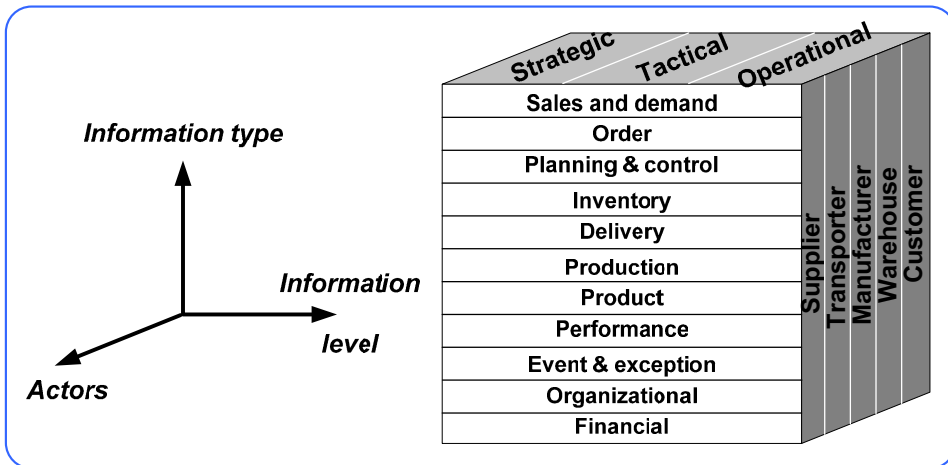 Information type
Information
level
Actors
Strategic
Tactical
Operational
Sales and demand
Order
Planning & control
Inventory
Delivery
Production
Product
Performance
Event & exception
Organizational
Financial
Supplier
Transporter
Manufacturer
Warehouse
Customer